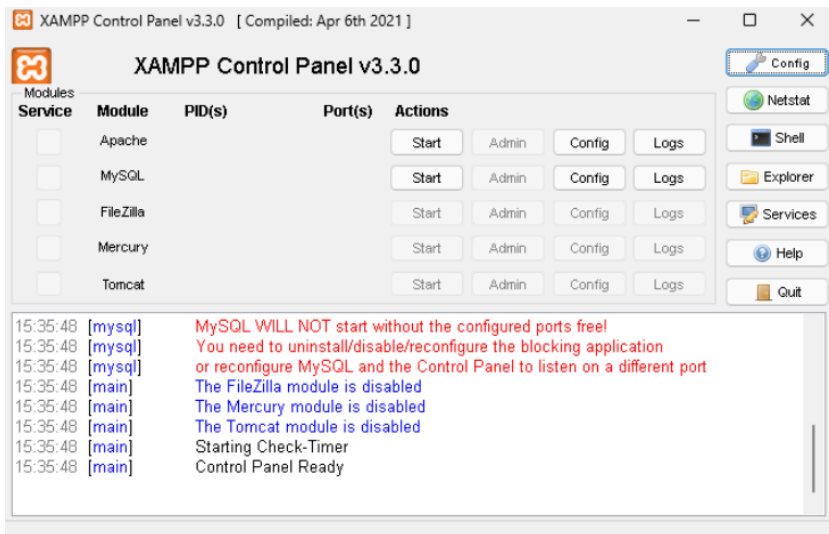 XAMPP Control Panel v3.3.0 [ Compiled: Apr 6th 2021 ]
XAMPP Control Panel v3.3.0
Config
Modules
Service Module PID(s) Port(s) Actions
Netstat
Apache Start Admin Config Logs
Shell
MySQL Start Admin Config Logs
Explorer
FileZilla Start Admin Config Logs
Services
Mercury Start Admin Config Logs
Help
Tomcat Start Admin Config Logs
Quit
15:35:48 [mysql] MySQL WILL NOT start without the configured ports free!
15:35:48 [mysql] You need to uninstall/disable/reconfigure the blocking application
15:35:48 [mysql] or reconfigure MySQL and the Control Panel to listen on a different port
15:35:48 [main] The FileZilla module is disabled
15:35:48 [main] The Mercury module is disabled
15:35:48 [main] The Tomcat module is disabled
15:35:48 [main] Starting Check-Timer
15:35:48 [main] Control Panel Ready